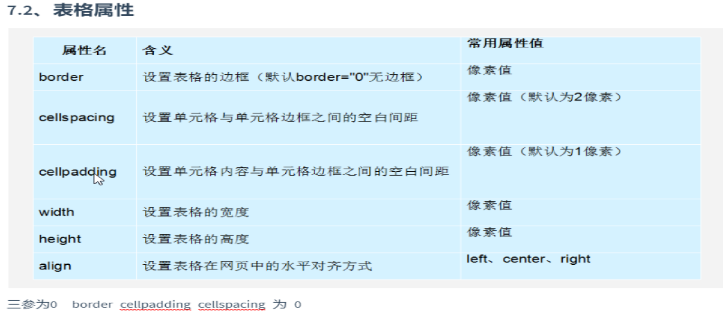 7.2、表格属性
属性名 含义 常用属性值
border 设置表格的边框（默认border="0"无边框） 像素值
cellspacing 设置单元格与单元格边框之间的空白间距 像素值（默认为2像素）
cellpadding 设置单元格内容与单元格边框之间的空白间距 像素值（默认为1像素）
width 设置表格的宽度 像素值
height 设置表格的高度 像素值
align 设置表格在网页中的水平对齐方式 left、center、right
三参为0 border cellpadding cellspacing 为 0